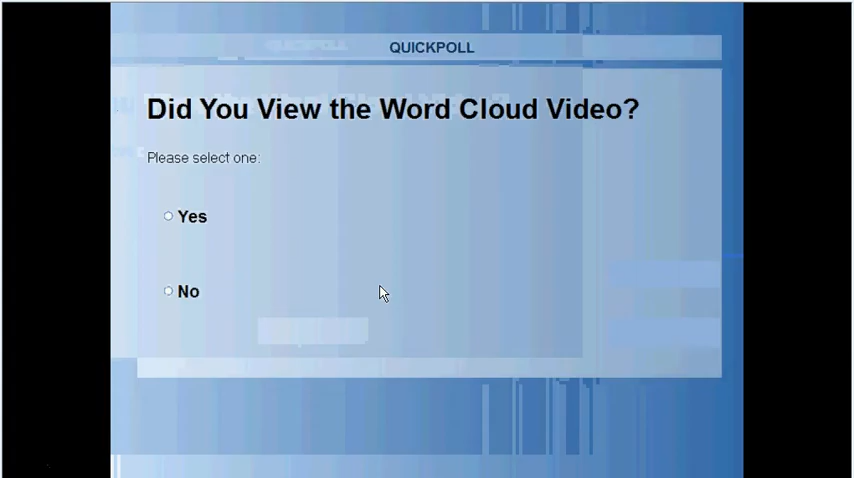 QUICKPOLL
Did You View the Word Cloud Video?
Please select one:
Yes
No